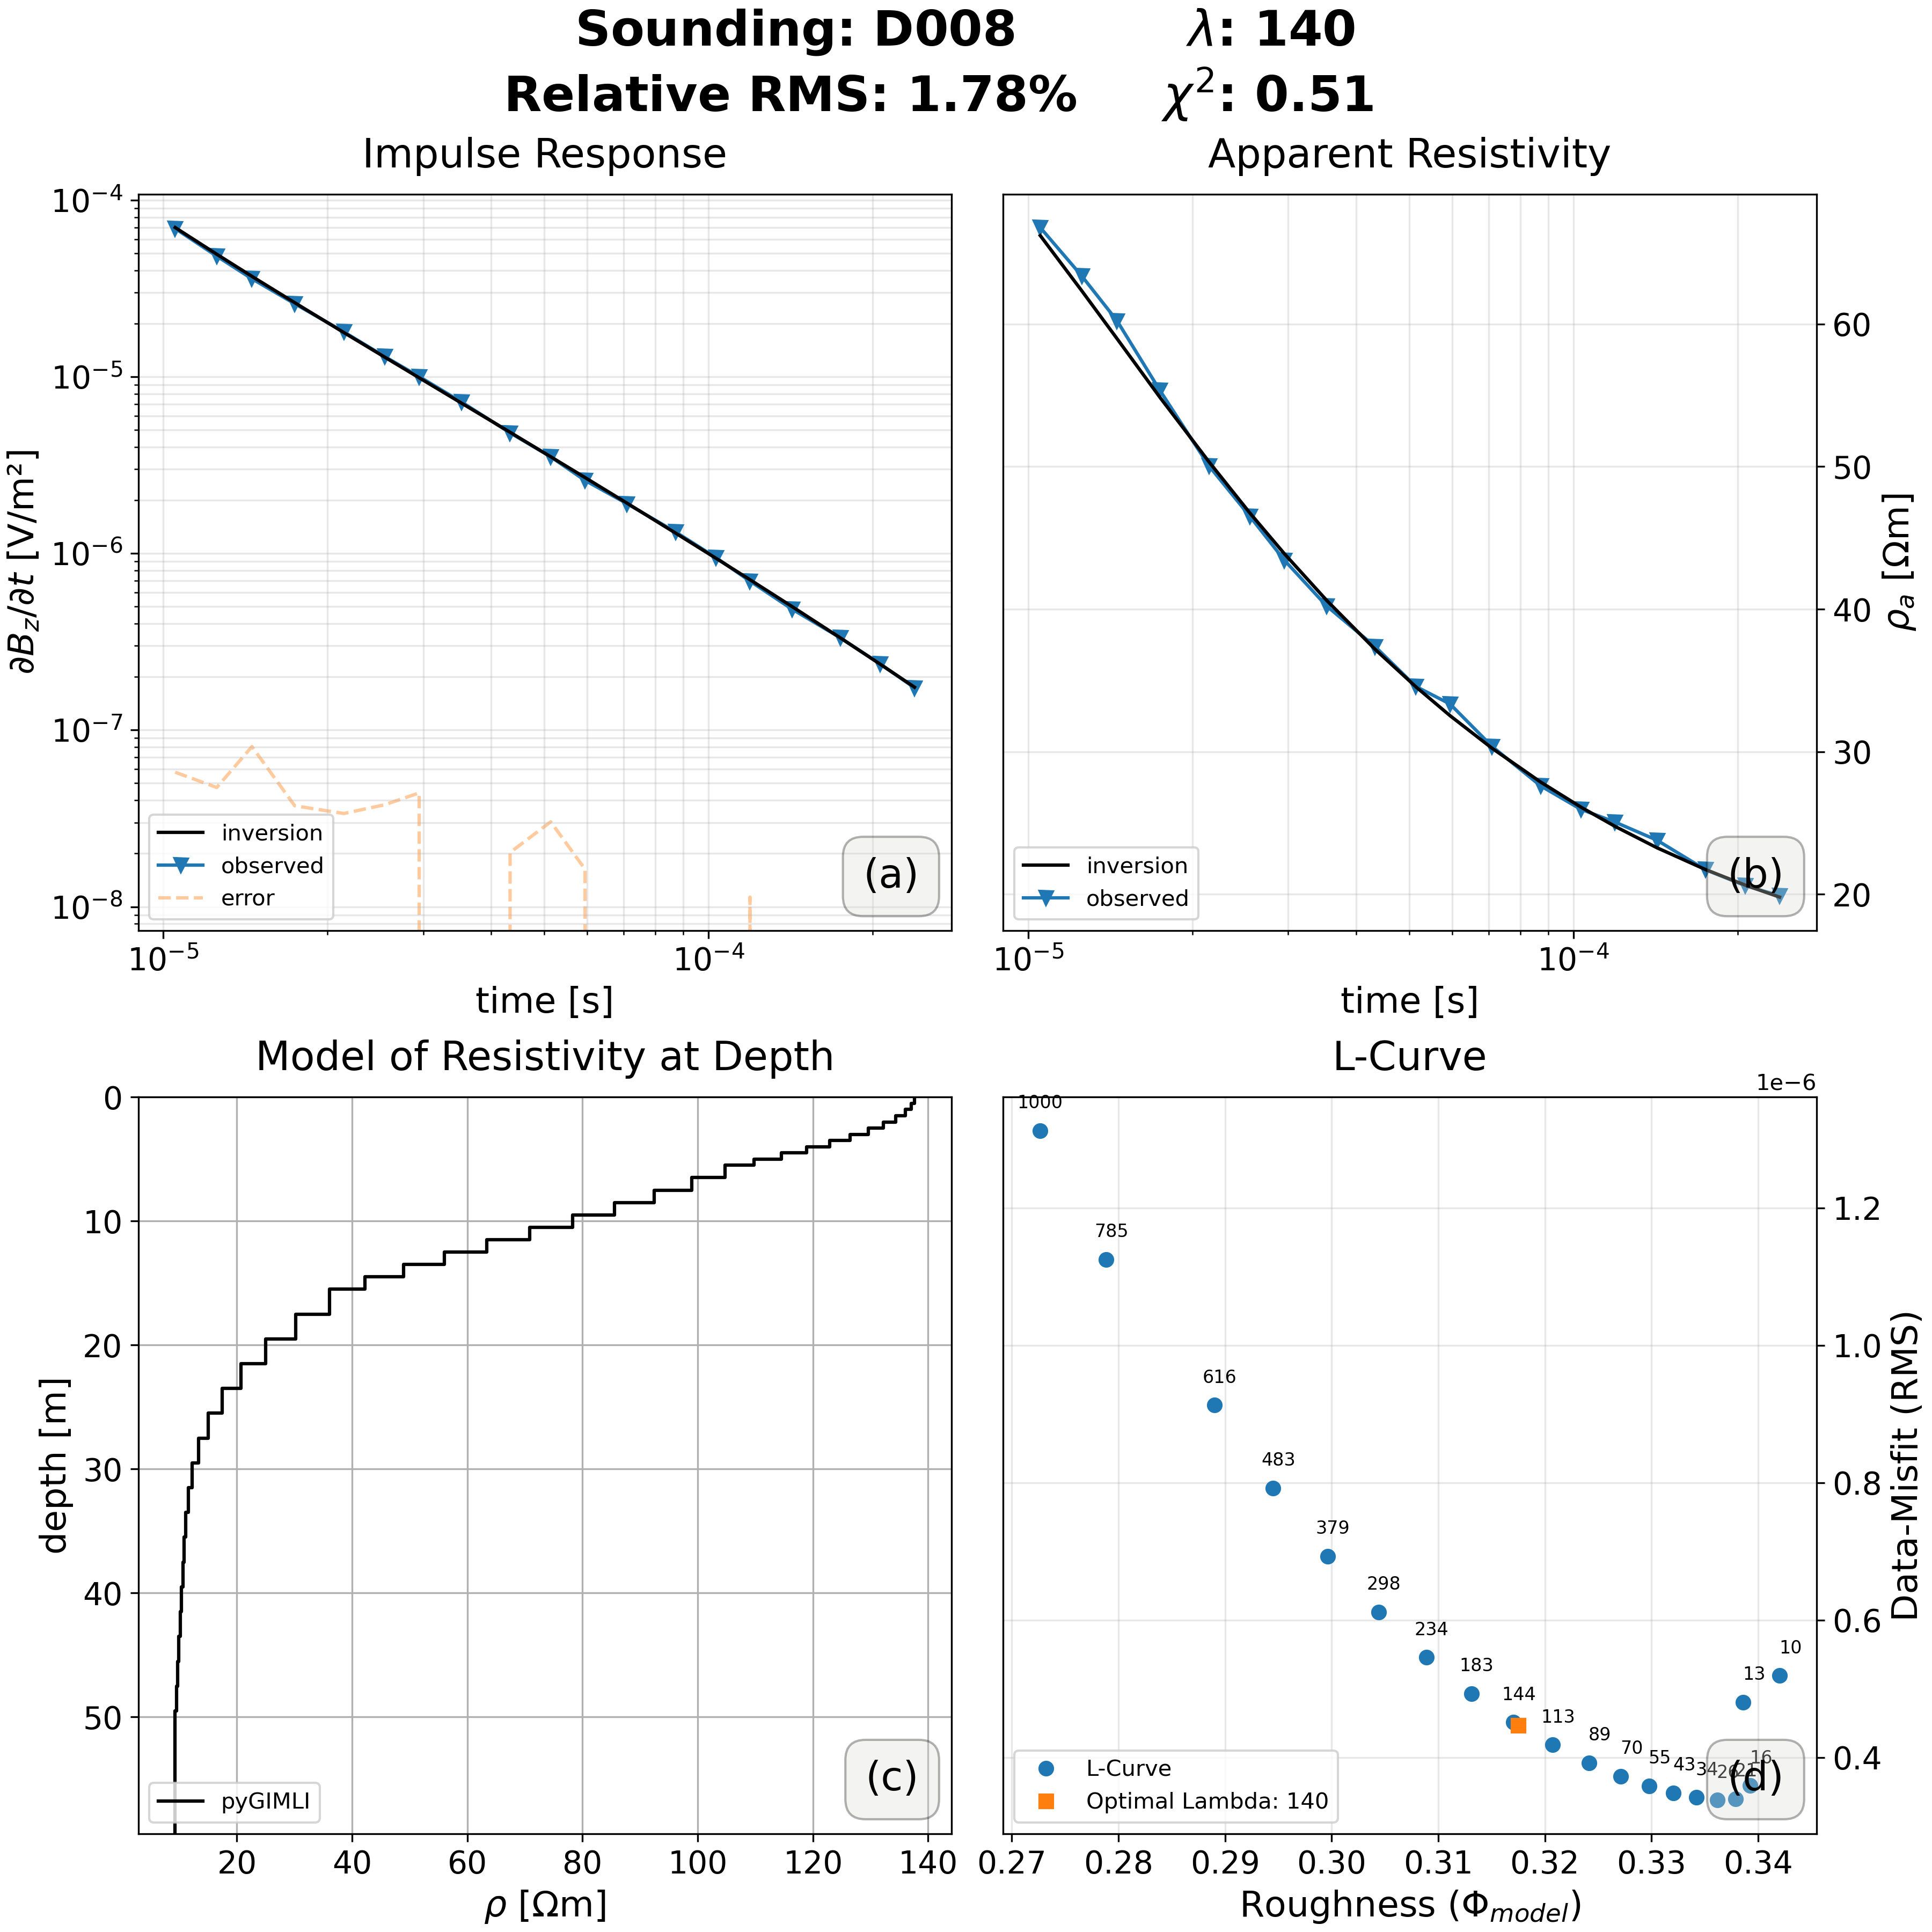 Sounding: D008 λ: 140
Relative RMS: 1.78% χ²: 0.51
Impulse Response
Apparent Resistivity
10⁻⁴
10⁻⁵
10⁻⁶
10⁻⁷
10⁻⁸
∂B_z/∂t [V/m²]
inversion
observed
error
(a)
10⁻⁵
10⁻⁴
time [s]
60
50
40
30
20
ρ_a [Ωm]
inversion
observed
(b)
10⁻⁵
10⁻⁴
time [s]
Model of Resistivity at Depth
L-Curve
0
10
20
30
40
50
depth [m]
pyGIMLI
(c)
20 40 60 80 100 120 140
ρ [Ωm]
1e−6
1000
785
616
483
379
298
234
183
144
113
89
70
55
43
34
26
21
16
13
10
1.2
1.0
0.8
0.6
0.4
Data-Misfit (RMS)
L-Curve
Optimal Lambda: 140
(d)
0.27 0.28 0.29 0.30 0.31 0.32 0.33 0.34
Roughness (Φ_model)